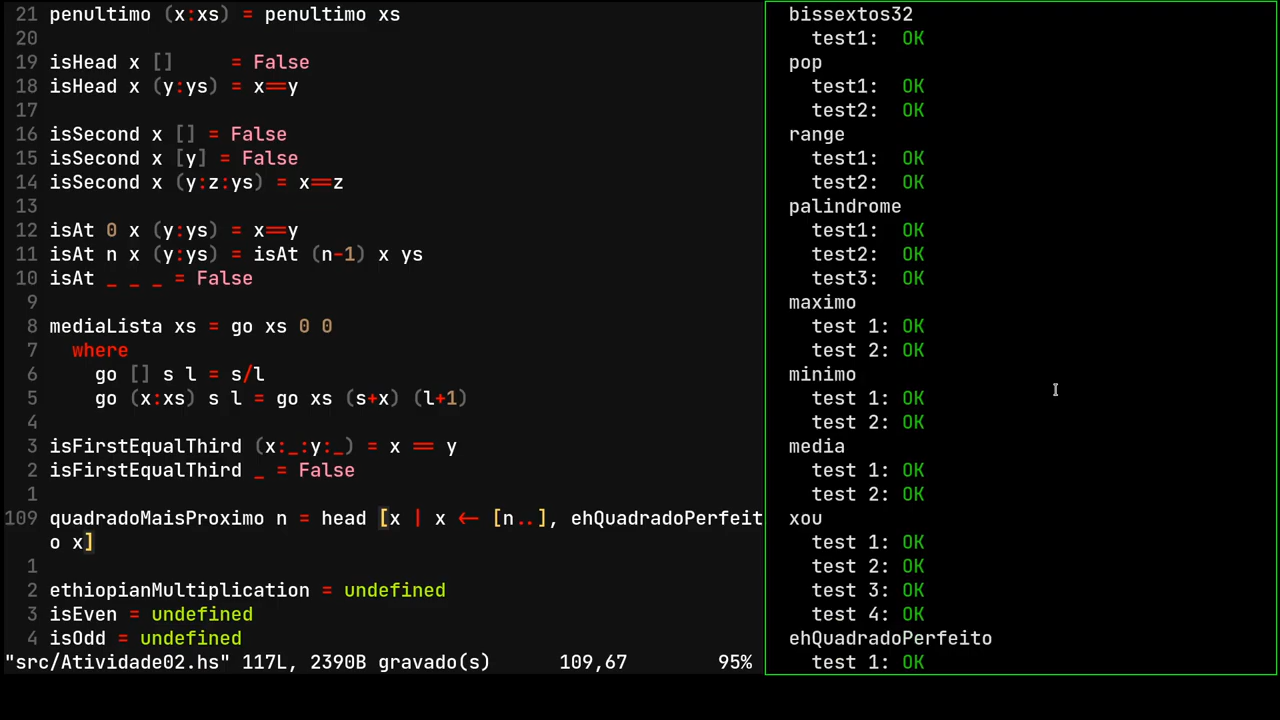 21 penultimo (x:xs) = penultimo xs
20
19 isHead x []     = False
18 isHead x (y:ys) = x==y
17
16 isSecond x [] = False
15 isSecond x [y] = False
14 isSecond x (y:z:ys) = x==z
13
12 isAt 0 x (y:ys) = x==y
11 isAt n x (y:ys) = isAt (n-1) x ys
10 isAt _ _ _ = False
9
8 mediaLista xs = go xs 0 0
7   where
6     go [] s l = s/l
5     go (x:xs) s l = go xs (s+x) (l+1)
4
3 isFirstEqualThird (x:_:y:_) = x == y
2 isFirstEqualThird _ = False
1
109 quadradoMaisProximo n = head [x | x <- [n..], ehQuadradoPerfeit
o x]
1
2 ethiopianMultiplication = undefined
3 isEven = undefined
4 isOdd = undefined
"src/Atividade02.hs" 117L, 2390B gravado(s) 109,67 95%
bissextos32
test1: OK
pop
test1: OK
test2: OK
range
test1: OK
test2: OK
palindrome
test1: OK
test2: OK
test3: OK
maximo
test 1: OK
test 2: OK
minimo
test 1: OK
test 2: OK
media
test 1: OK
test 2: OK
xou
test 1: OK
test 2: OK
test 3: OK
test 4: OK
ehQuadradoPerfeito
test 1: OK